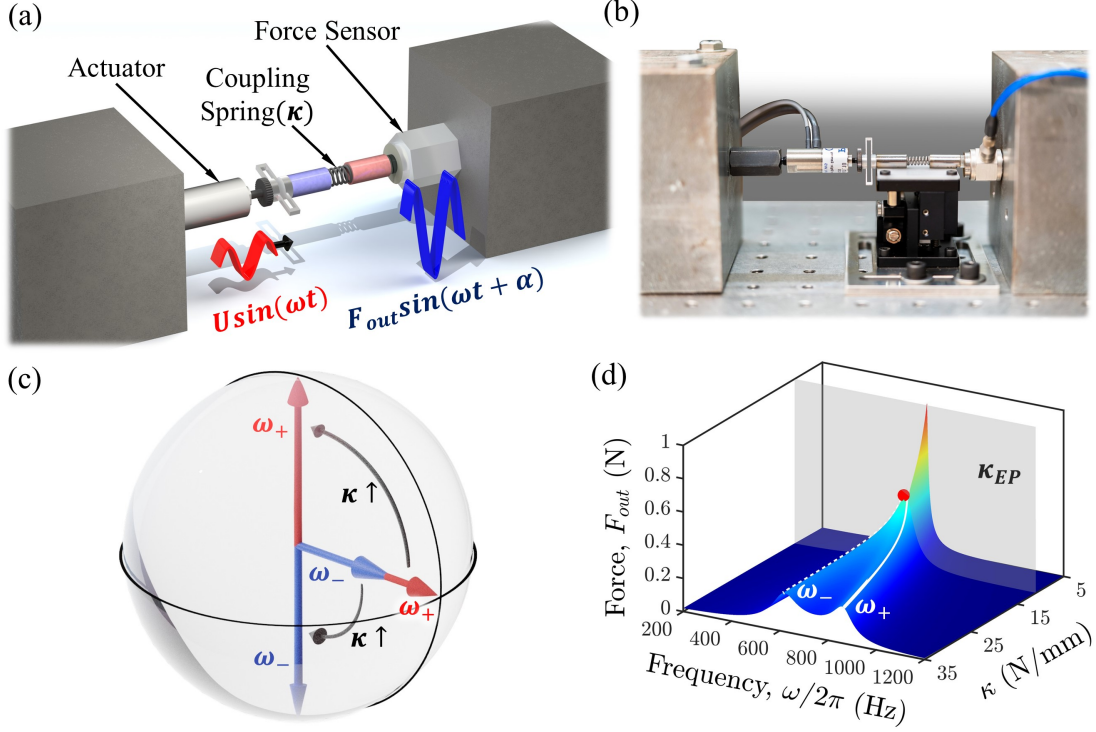 (a)
Force Sensor
Actuator
Coupling
Spring(κ)
Usin(ωt)
F_out sin(ωt + α)
(b)
(c)
ω₊
κ ↑
ω₋
ω₊
κ ↑
ω₋
(d)
Force, F_out (N)
1
0.8
0.6
0.4
0.2
0
κ_EP
ω₋
ω₊
200
400
600
800
1000
1200
Frequency, ω/2π (Hz)
5
15
25
35
κ (N/mm)